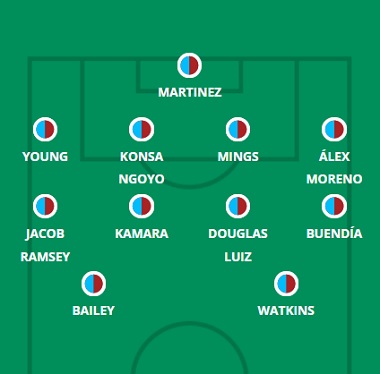 MARTINEZ
YOUNG
KONSA
NGOYO
MINGS
ÁLEX
MORENO
JACOB
RAMSEY
KAMARA
DOUGLAS
LUIZ
BUENDÍA
BAILEY
WATKINS